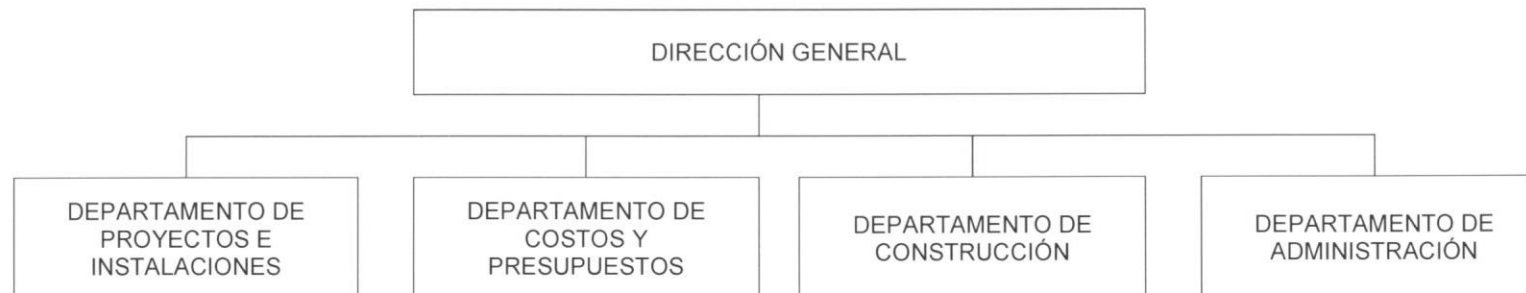 DIRECCIÓN GENERAL
DEPARTAMENTO DE
PROYECTOS E
INSTALACIONES
DEPARTAMENTO DE
COSTOS Y
PRESUPUESTOS
DEPARTAMENTO DE
CONSTRUCCIÓN
DEPARTAMENTO DE
ADMINISTRACIÓN